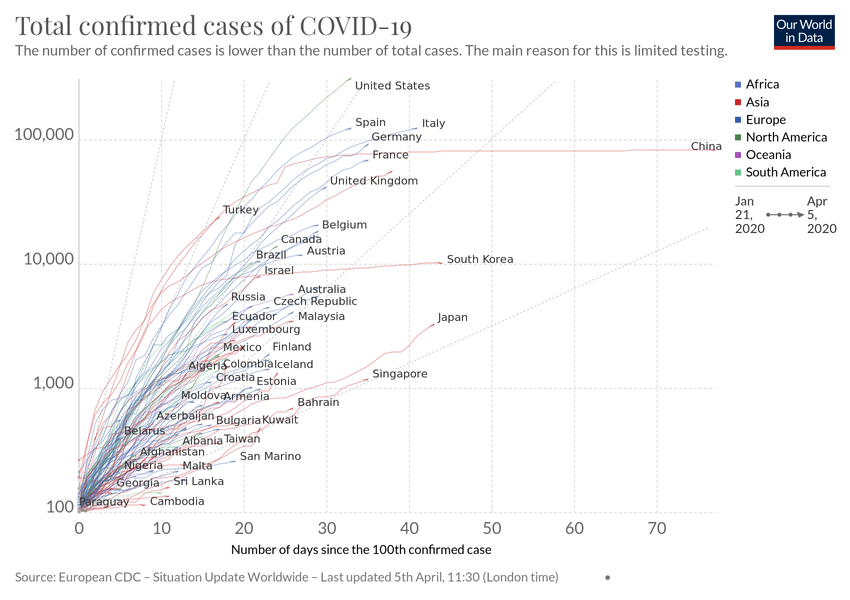 Total confirmed cases of COVID-19
Our World
in Data
The number of confirmed cases is lower than the number of total cases. The main reason for this is limited testing.
Africa
Asia
Europe
North America
Oceania
South America
Jan
21,
2020
Apr
5,
2020
100,000
10,000
1,000
100
United States
Spain
Italy
Germany
China
France
United Kingdom
Turkey
Belgium
Canada
Austria
Brazil
South Korea
Israel
Australia
Russia
Czech Republic
Ecuador
Malaysia
Japan
Luxembourg
Mexico
Finland
Algeria
Colombia
Iceland
Singapore
Croatia
Estonia
Moldova
Armenia
Bahrain
Azerbaijan
Bulgaria
Kuwait
Belarus
Albania
Taiwan
Afghanistan
San Marino
Nigeria
Malta
Georgia
Sri Lanka
Paraguay
Cambodia
0
10
20
30
40
50
60
70
Number of days since the 100th confirmed case
Source: European CDC – Situation Update Worldwide – Last updated 5th April, 11:30 (London time)